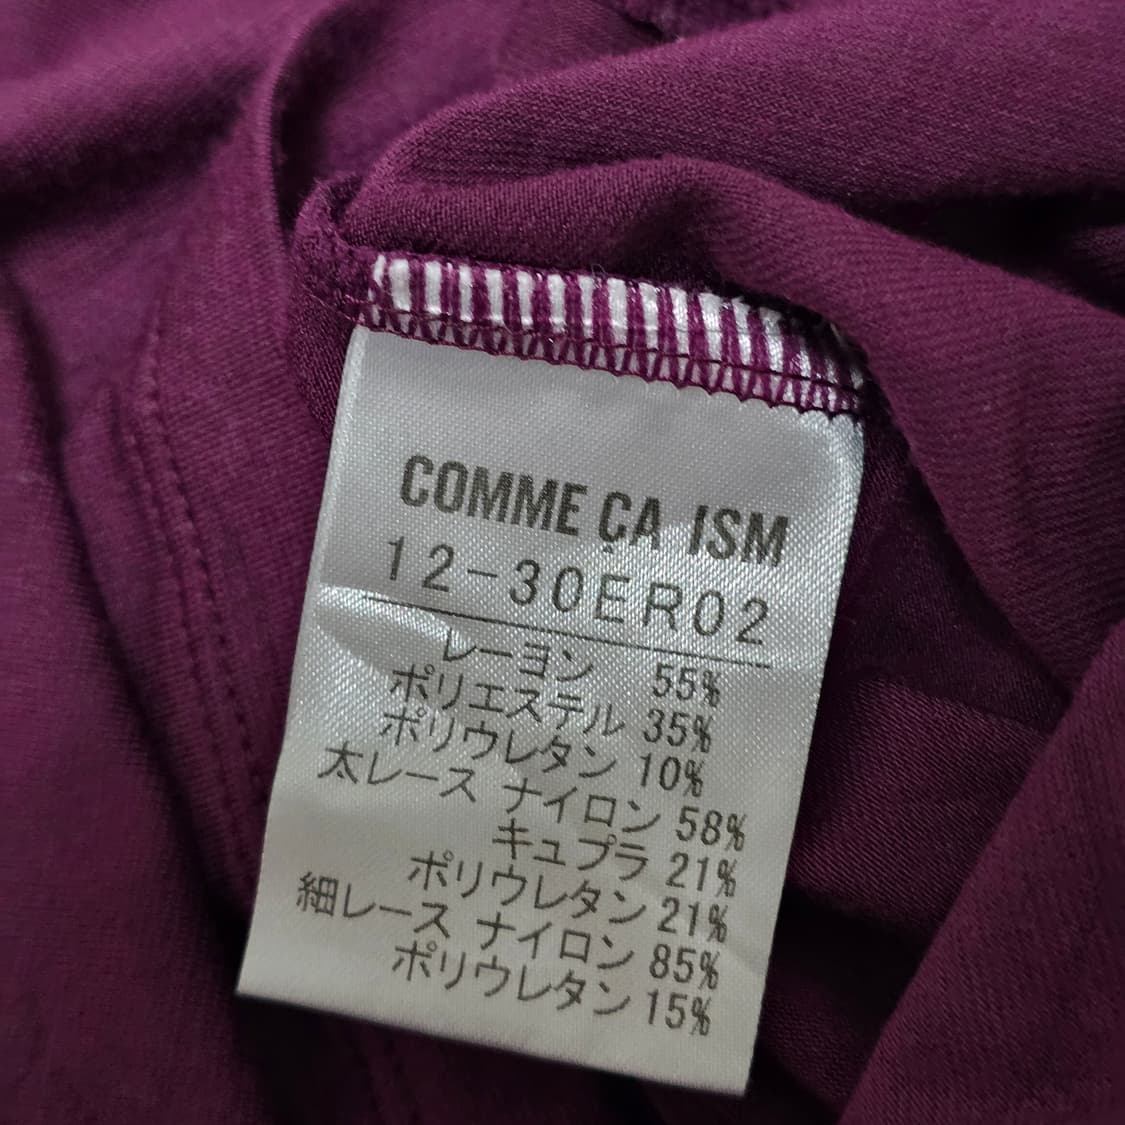 COMME ÇA ISM
12-30ER02
レーヨン 55%
ポリエステル 35%
ポリウレタン 10%
太レース ナイロン 58%
キュプラ 21%
ポリウレタン 21%
細レース ナイロン 85%
ポリウレタン 15%